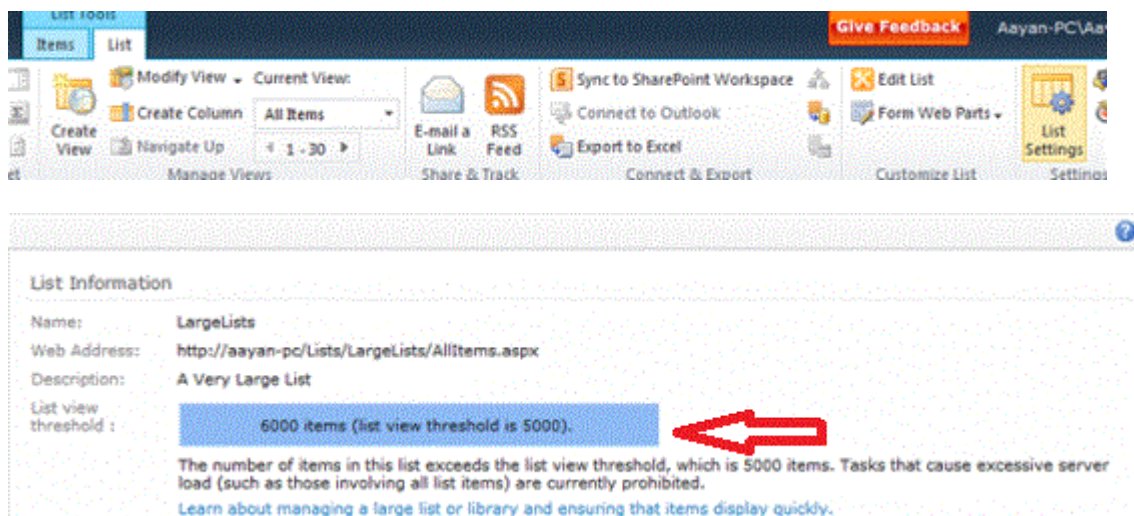 List Tools
Give Feedback
Aayan-PC\Aa
Items List
Modify View Current View:
Sync to SharePoint Workspace
Edit List
Create Column All Items
Connect to Outlook
Form Web Parts
Create View
Navigate Up 1 - 30
E-mail a Link
RSS Feed
Export to Excel
List Settings
Manage Views
Share & Track
Connect & Export
Customize List
Settings
List Information
Name: LargeLists
Web Address: http://aayan-pc/Lists/LargeLists/AllItems.aspx
Description: A Very Large List
List view threshold :
6000 items (list view threshold is 5000).
The number of items in this list exceeds the list view threshold, which is 5000 items. Tasks that cause excessive server
load (such as those involving all list items) are currently prohibited.
Learn about managing a large list or library and ensuring that items display quickly.